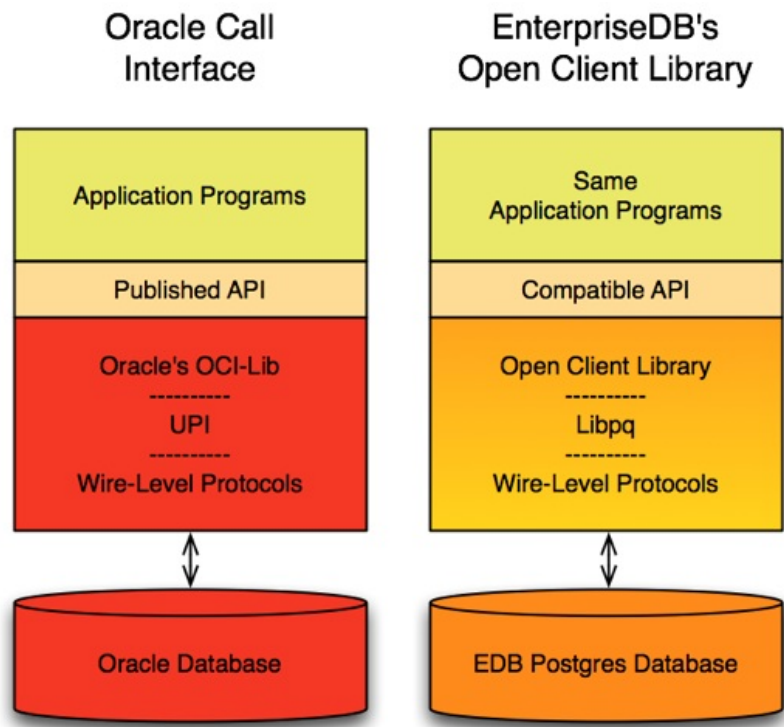 Oracle Call
Interface
Application Programs
Published API
Oracle's OCI-Lib
----------
UPI
----------
Wire-Level Protocols
Oracle Database
EnterpriseDB's
Open Client Library
Same
Application Programs
Compatible API
Open Client Library
----------
Libpq
----------
Wire-Level Protocols
EDB Postgres Database